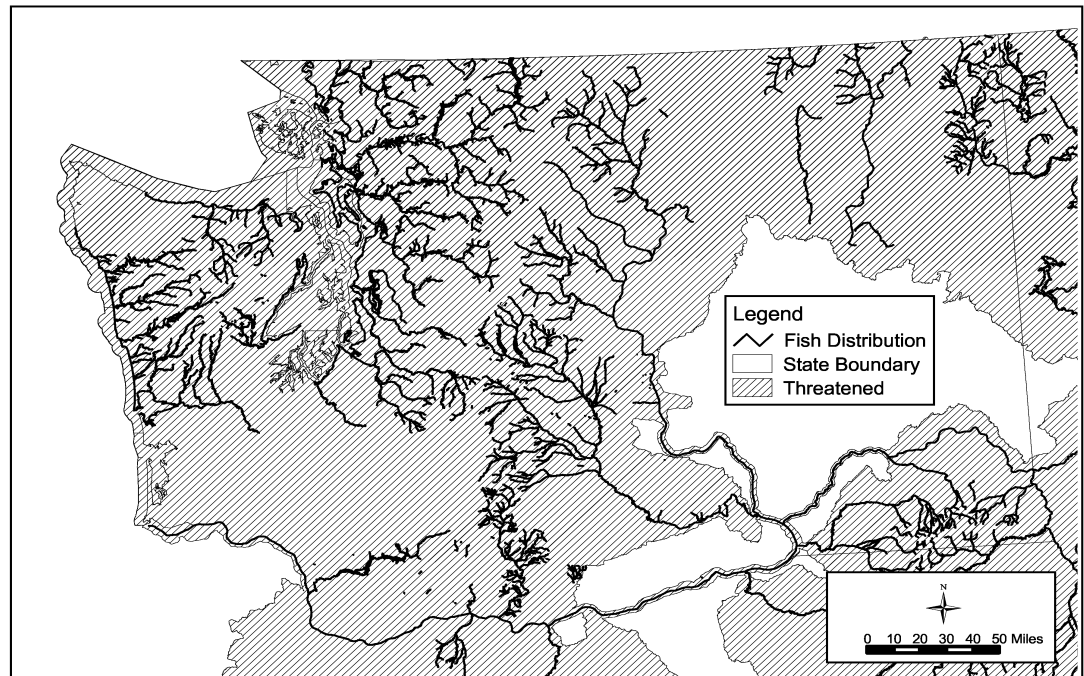 Legend
Fish Distribution
State Boundary
Threatened
N
0 10 20 30 40 50 Miles